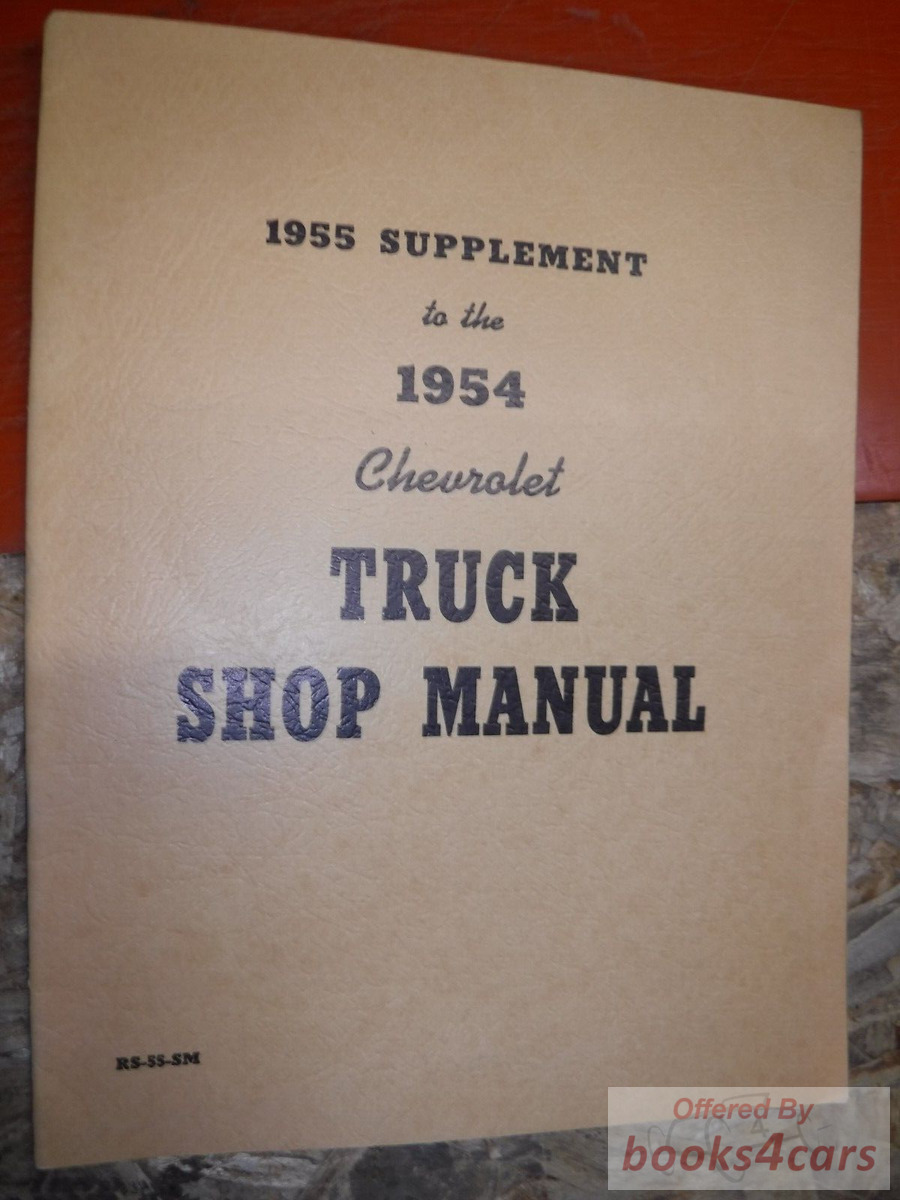 1955 SUPPLEMENT
to the
1954
Chevrolet
TRUCK
SHOP MANUAL
RS-55-SM
Offered By
books4cars